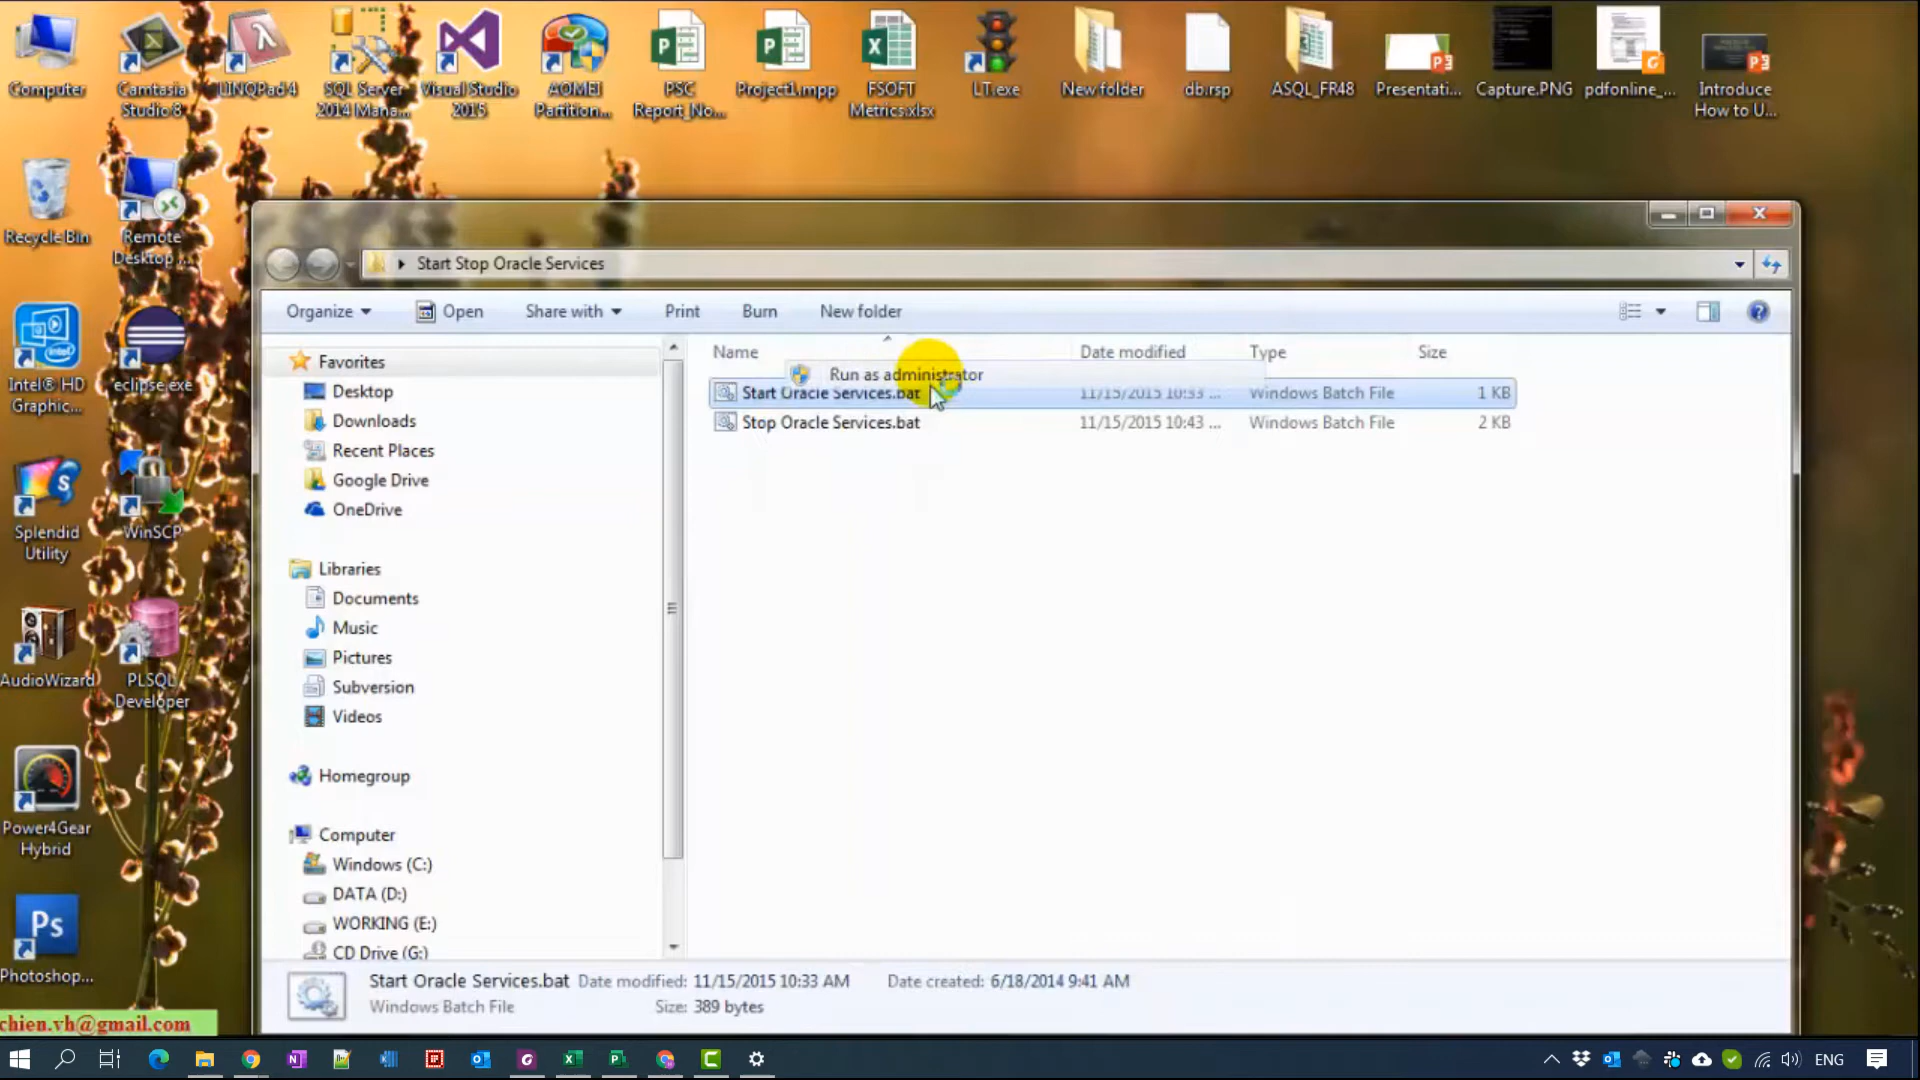 Computer
Camtasia
Studio 8
LINQPad 4
SQL Server
2014 Mana...
Visual Studio
2015
AOMEI
Partition...
PSC
Report_No...
Project1.mpp
FSOFT
Metrics.xlsx
LT.exe
New folder
db.rsp
ASQL_FR48
Presentati...
Capture.PNG
pdfonline_...
Introduce
How to U...
Recycle Bin
Remote
Desktop ...
Intel® HD
Graphic...
eclipse.exe
Splendid
Utility
WinSCP
AudioWizard
PLSQL
Developer
Power4Gear
Hybrid
Photoshop...
chien.vh@gmail.com
Start Stop Oracle Services
Organize
Open
Share with
Print
Burn
New folder
Favorites
Desktop
Downloads
Recent Places
Google Drive
OneDrive
Libraries
Documents
Music
Pictures
Subversion
Videos
Homegroup
Computer
Windows (C:)
DATA (D:)
WORKING (E:)
CD Drive (G:)
Name Date modified Type Size
Run as administrator
Start Oracle Services.bat 11/15/2015 10:33 ... Windows Batch File 1 KB
Stop Oracle Services.bat 11/15/2015 10:43 ... Windows Batch File 2 KB
Start Oracle Services.bat Date modified: 11/15/2015 10:33 AM Date created: 6/18/2014 9:41 AM
Windows Batch File Size: 389 bytes
ENG